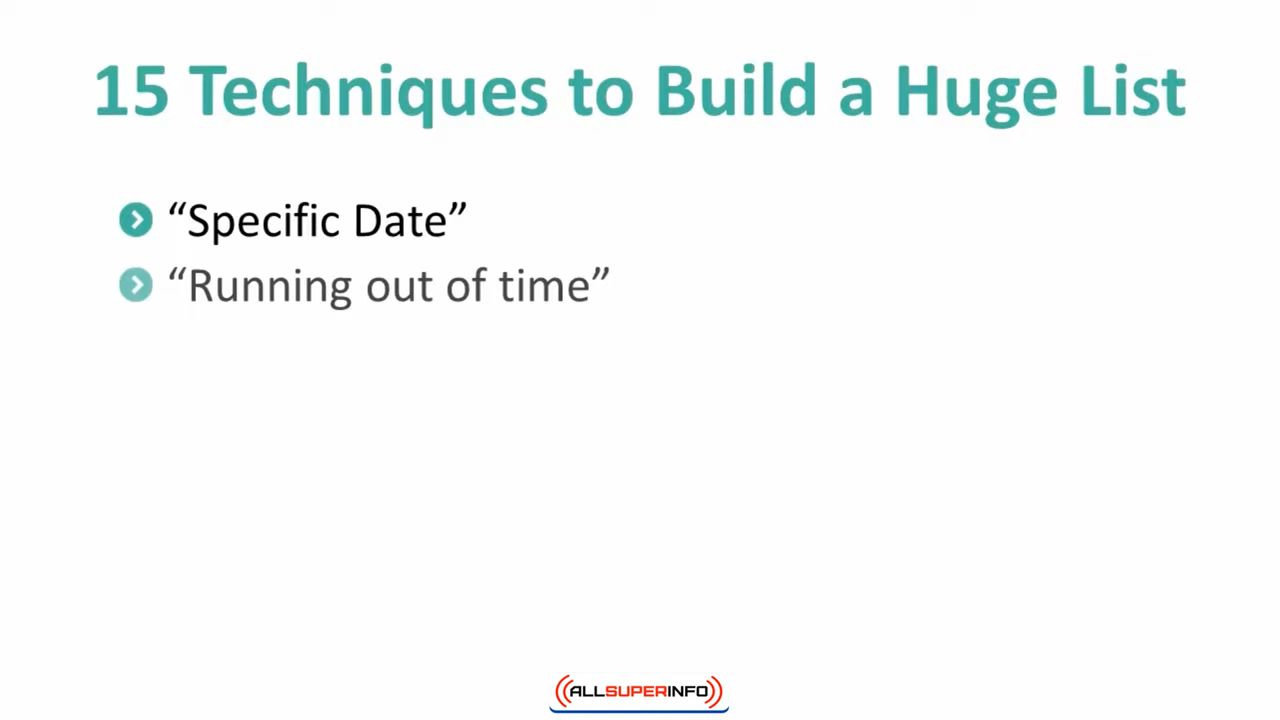 15 Techniques to Build a Huge List
“Specific Date”
“Running out of time”
ALLSUPERINFO